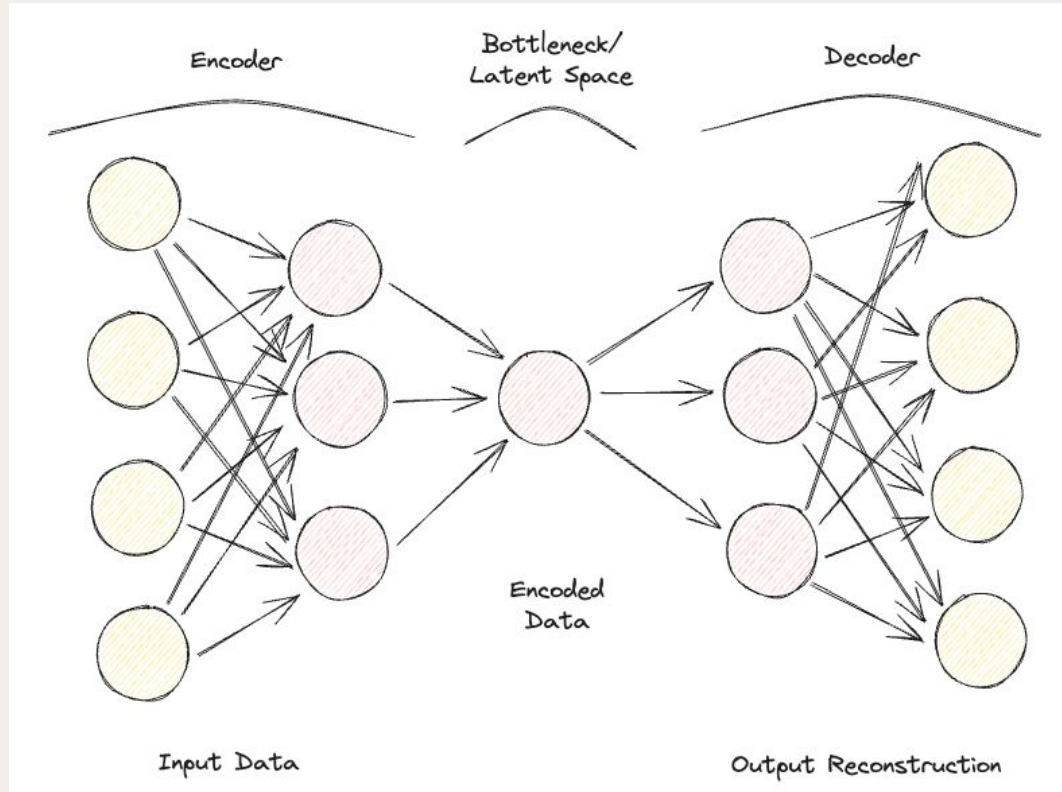 Encoder
Bottleneck/
Latent Space
Decoder
Encoded
Data
Input Data
Output Reconstruction